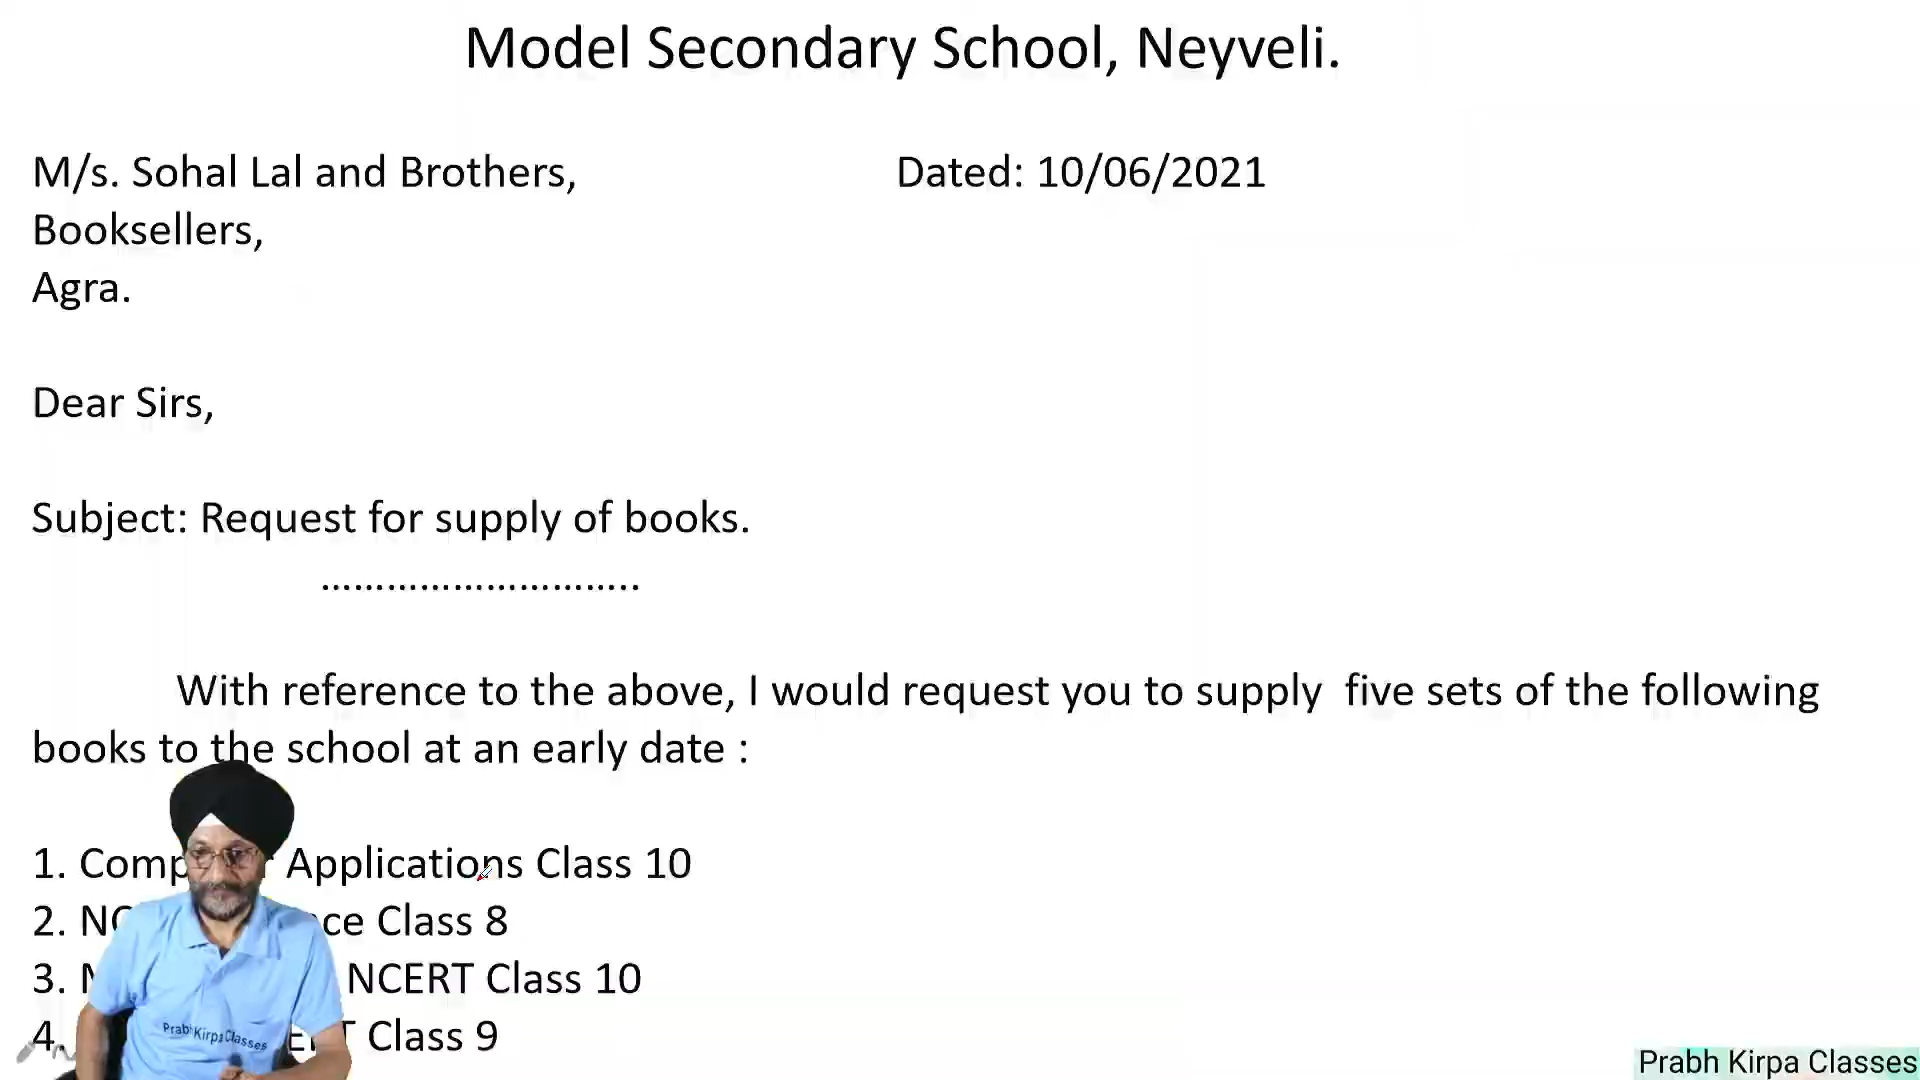 Model Secondary School, Neyveli.
M/s. Sohal Lal and Brothers, Dated: 10/06/2021
Booksellers,
Agra.
Dear Sirs,
Subject: Request for supply of books.
................................
With reference to the above, I would request you to supply five sets of the following
books to the school at an early date :
1. Applications Class 10
2. Class 8
3. NCERT Class 10
4. Class 9
Prabh Kirpa Classes
Prabh Kirpa Classes